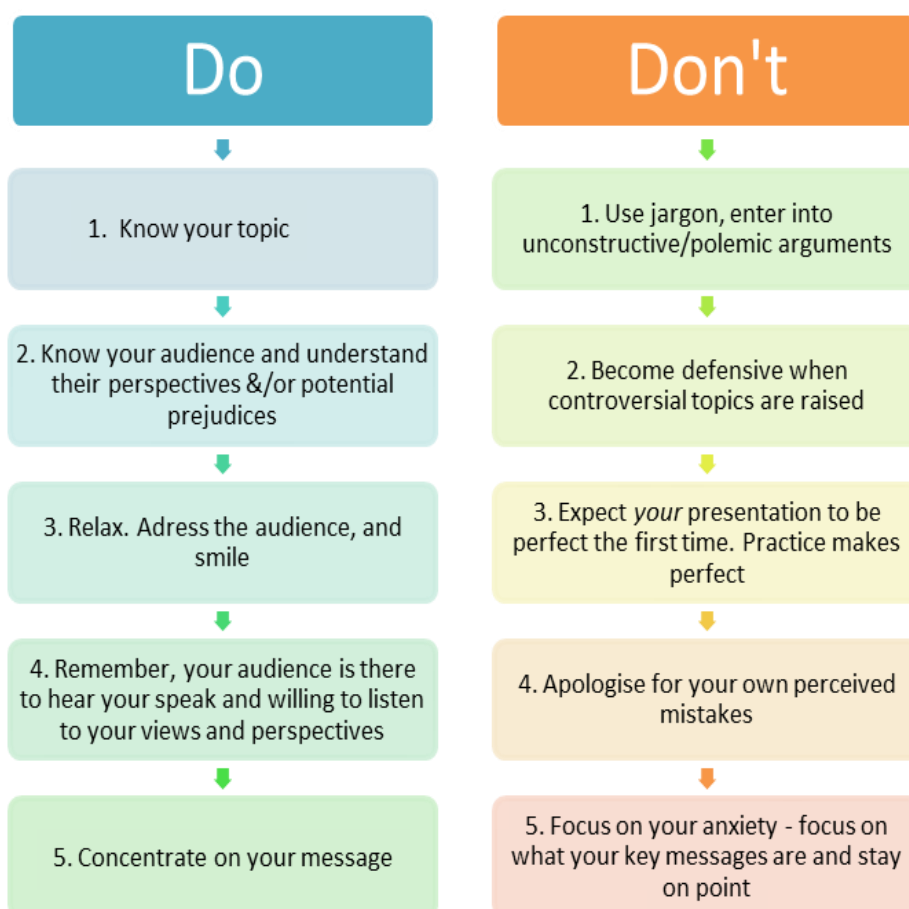 Do
1. Know your topic
2. Know your audience and understand
their perspectives &/or potential
prejudices
3. Relax. Adress the audience, and
smile
4. Remember, your audience is there
to hear your speak and willing to listen
to your views and perspectives
5. Concentrate on your message
Don't
1. Use jargon, enter into
unconstructive/polemic arguments
2. Become defensive when
controversial topics are raised
3. Expect your presentation to be
perfect the first time. Practice makes
perfect
4. Apologise for your own perceived
mistakes
5. Focus on your anxiety - focus on
what your key messages are and stay
on point